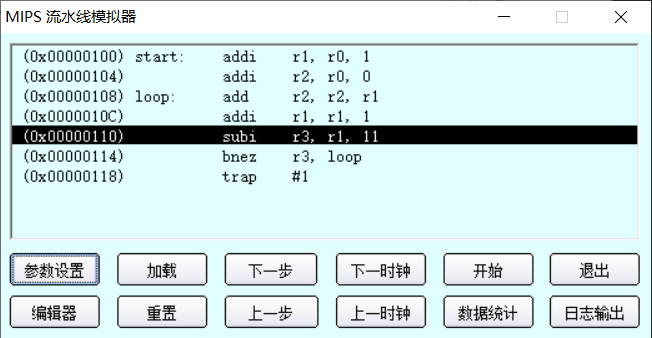 MIPS 流水线模拟器
(0x00000100) start: addi r1, r0, 1
(0x00000104) addi r2, r0, 0
(0x00000108) loop: add r2, r2, r1
(0x0000010C) addi r1, r1, 1
(0x00000110) subi r3, r1, 11
(0x00000114) bnez r3, loop
(0x00000118) trap #1
参数设置 加载 下一步 下一时钟 开始 退出
编辑器 重置 上一步 上一时钟 数据统计 日志输出